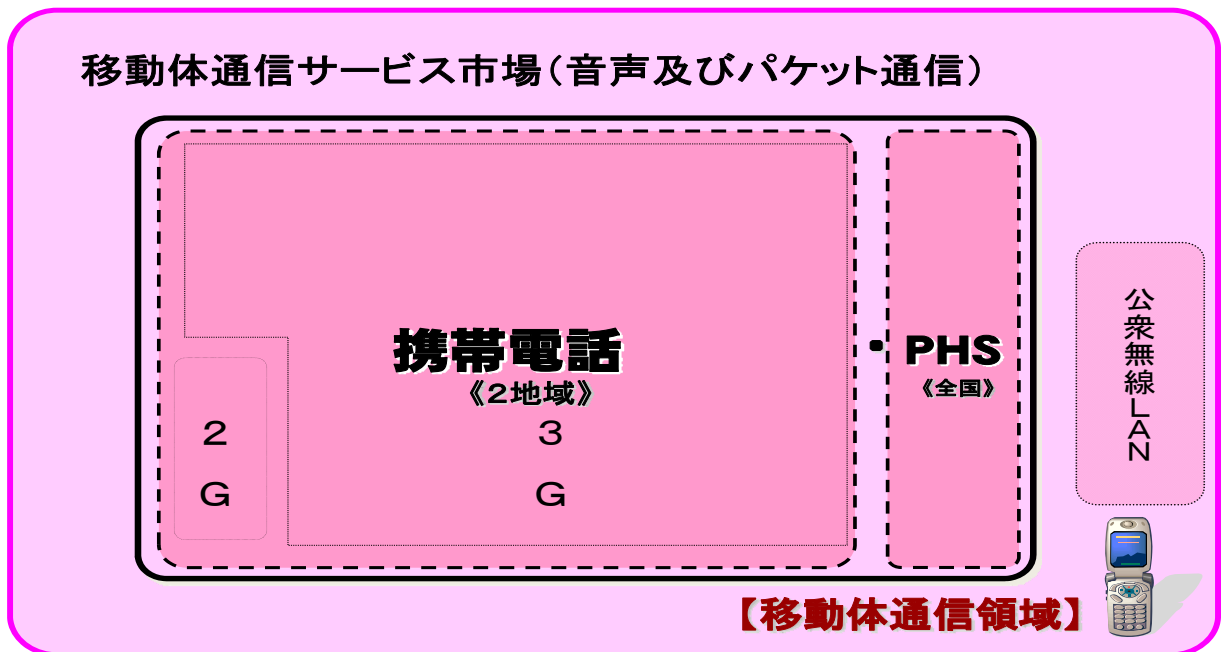 移動体通信サービス市場（音声及びパケット通信）
携帯電話・PHS
《2地域》
《全国》
2G
3G
公衆無線LAN
【移動体通信領域】